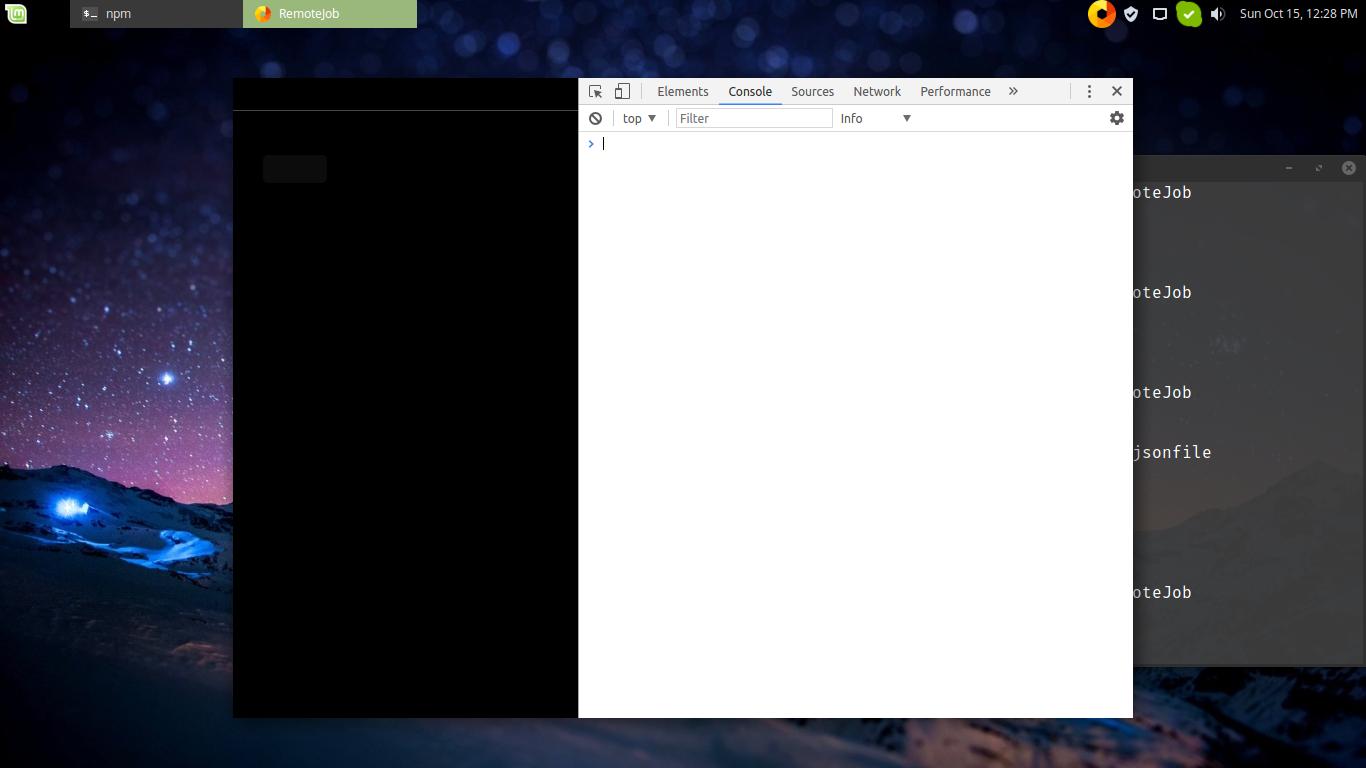 npm RemoteJob Sun Oct 15, 12:28 PM
Elements Console Sources Network Performance »
top ▼ Filter Info ▼
oteJob
oteJob
oteJob
jsonfile
oteJob